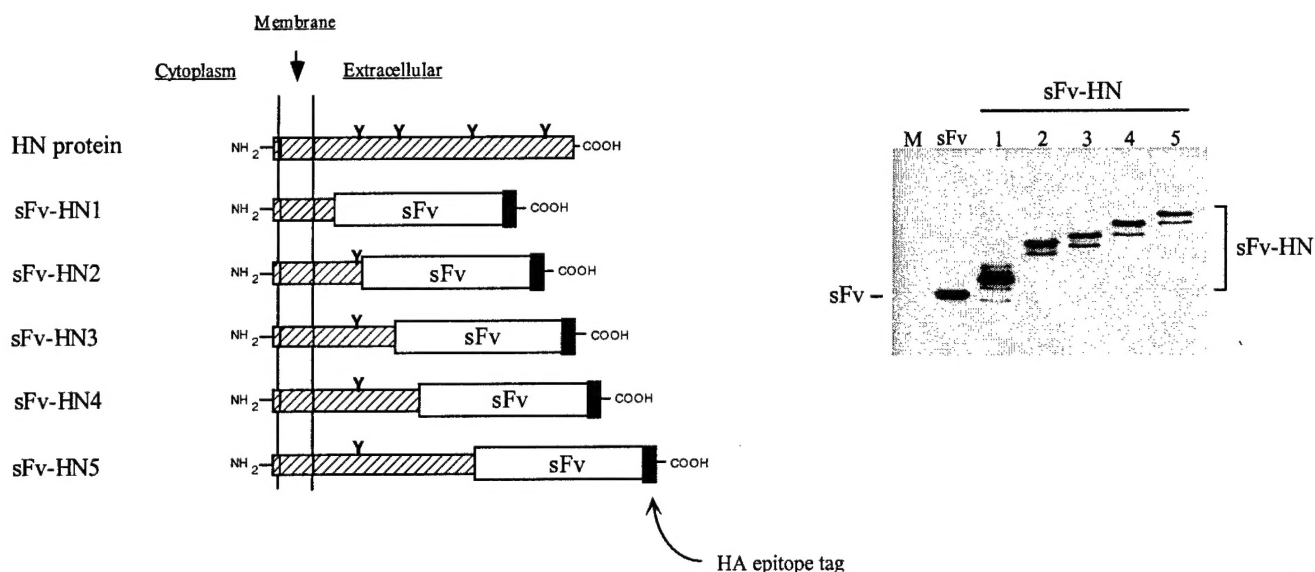 Membrane
Cytoplasm
Extracellular
HN protein
NH2
Y Y Y Y
COOH
sFv-HN1
NH2
sFv
COOH
sFv-HN2
NH2
Y
sFv
COOH
sFv-HN3
NH2
Y
sFv
COOH
sFv-HN4
NH2
Y
sFv
COOH
sFv-HN5
NH2
Y
sFv
COOH
HA epitope tag
sFv-HN
M sFv 1 2 3 4 5
sFv-HN
sFv -